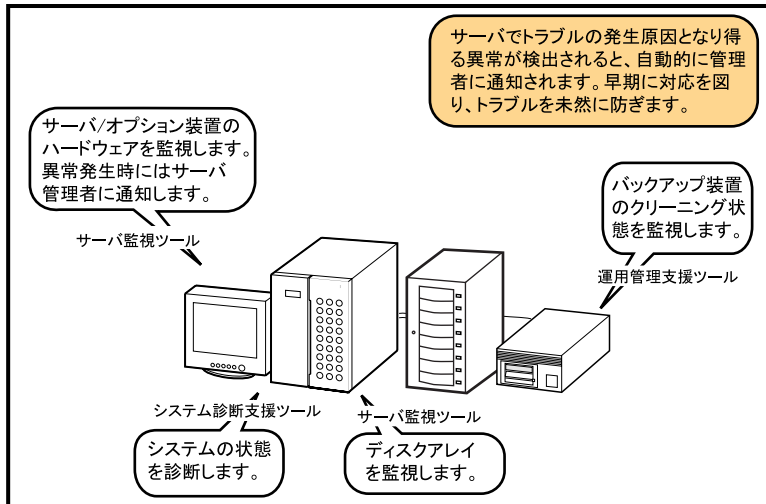 サーバでトラブルの発生原因となり得
る異常が検出されると、自動的に管理
者に通知されます。早期に対応を図
り、トラブルを未然に防ぎます。
サーバ/オプション装置の
ハードウェアを監視します。
異常発生時にはサーバ
管理者に通知します。
サーバ監視ツール
バックアップ装置
のクリーニング状
態を監視します。
運用管理支援ツール
システム診断支援ツール
システムの状態
を診断します。
サーバ監視ツール
ディスクアレイ
を監視します。